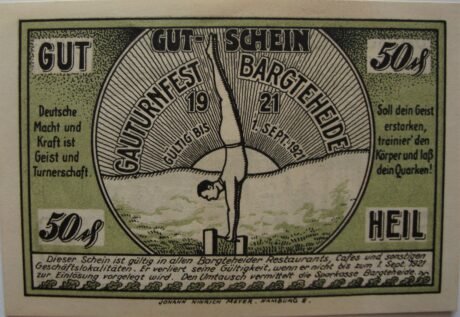 GUT-SCHEIN
GUT
50 ₰
GAUTURNFEST BARGTEHEIDE
1921
GÜLTIG BIS 1. SEPT. 1921
Deutsche
Macht und
Kraft ist
Geist und
Turnerschaft.
Soll dein Geist
erstarken,
trainier' den
Körper und laß
dein Quarken!
50 ₰
HEIL
Dieser Schein ist gültig in allen Bargteheider Restaurants, Cafes und sonstigen
Geschäftslokalitäten. Er verliert seine Gültigkeit, wenn er nicht bis zum 1. Sept. 1921
zur Einlösung vorgelegt wird. Den Umtausch vermittelt die Sparkasse Bargteheide.
JOHANN HINRICH MEYER, HAMBURG 8.